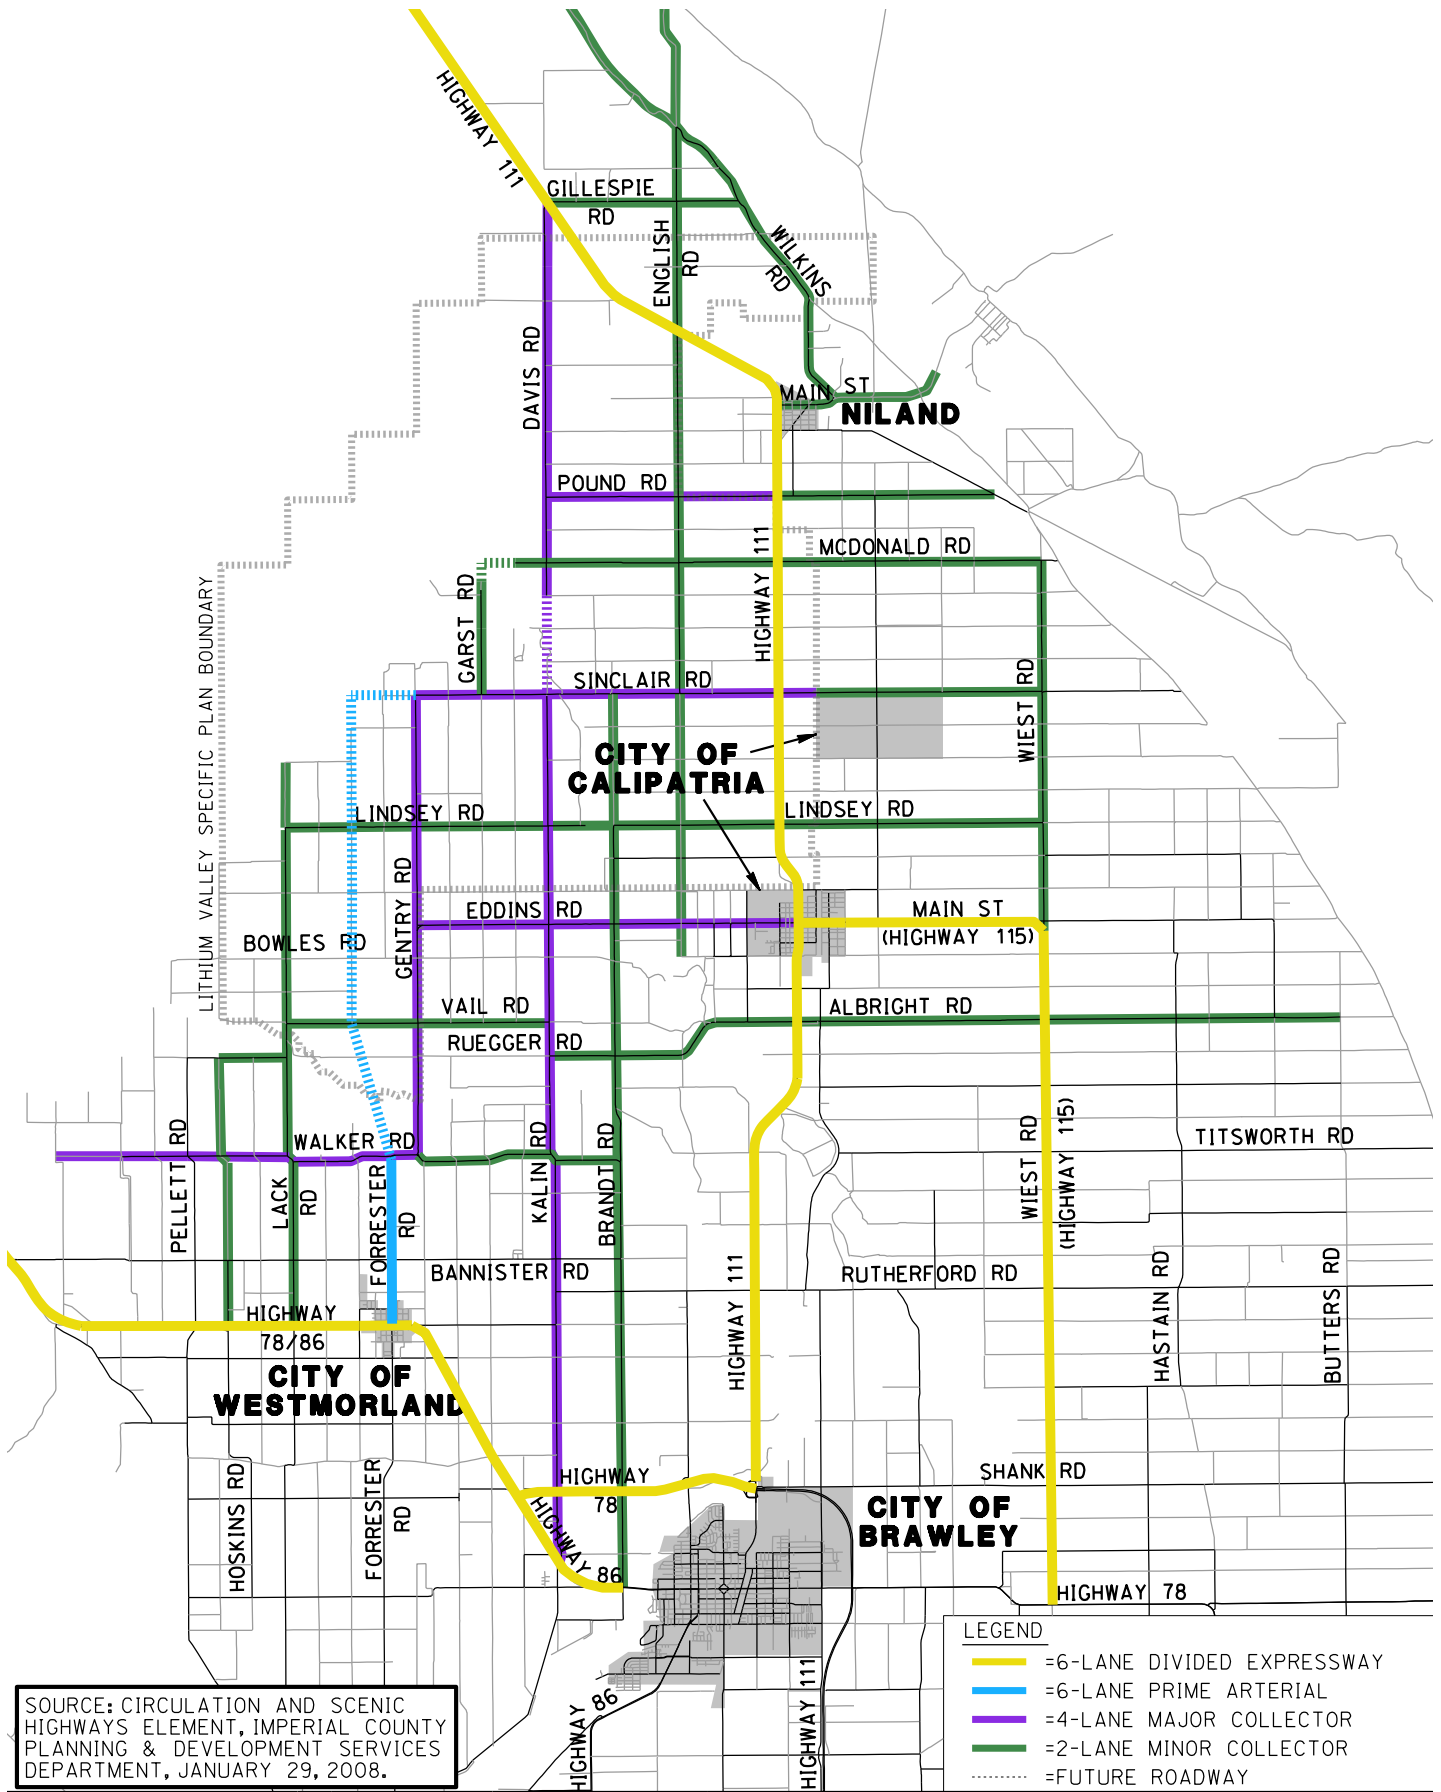 HIGHWAY 111
GILLESPIE
RD
ENGLISH
RD
WILKINS
RD
DAVIS RD
MAIN ST
NILAND
POUND RD
HIGHWAY 111
MCDONALD RD
GARST RD
LITHIUM VALLEY SPECIFIC PLAN BOUNDARY
SINCLAIR RD
WIEST RD
CITY OF
CALIPATRIA
LINDSEY RD
LINDSEY RD
GENTRY RD
EDDINS RD
MAIN ST
(HIGHWAY 115)
BOWLES RD
VAIL RD
ALBRIGHT RD
RUEGGER RD
WALKER RD
PELLETT RD
LACK
RD
FORRESTER
RD
KALIN RD
BRANDT RD
WIEST RD
(HIGHWAY 115)
TITSWORTH RD
BANNISTER RD
HIGHWAY 111
RUTHERFORD RD
HASTAIN RD
BUTTERS RD
HIGHWAY
78/86
CITY OF
WESTMORLAND
HOSKINS RD
FORRESTER
RD
HIGHWAY
78
HIGHWAY 86
SHANK RD
CITY OF
BRAWLEY
HIGHWAY 78
HIGHWAY 86
HIGHWAY 111
LEGEND
=6-LANE DIVIDED EXPRESSWAY
=6-LANE PRIME ARTERIAL
=4-LANE MAJOR COLLECTOR
=2-LANE MINOR COLLECTOR
=FUTURE ROADWAY
SOURCE: CIRCULATION AND SCENIC
HIGHWAYS ELEMENT, IMPERIAL COUNTY
PLANNING & DEVELOPMENT SERVICES
DEPARTMENT, JANUARY 29, 2008.